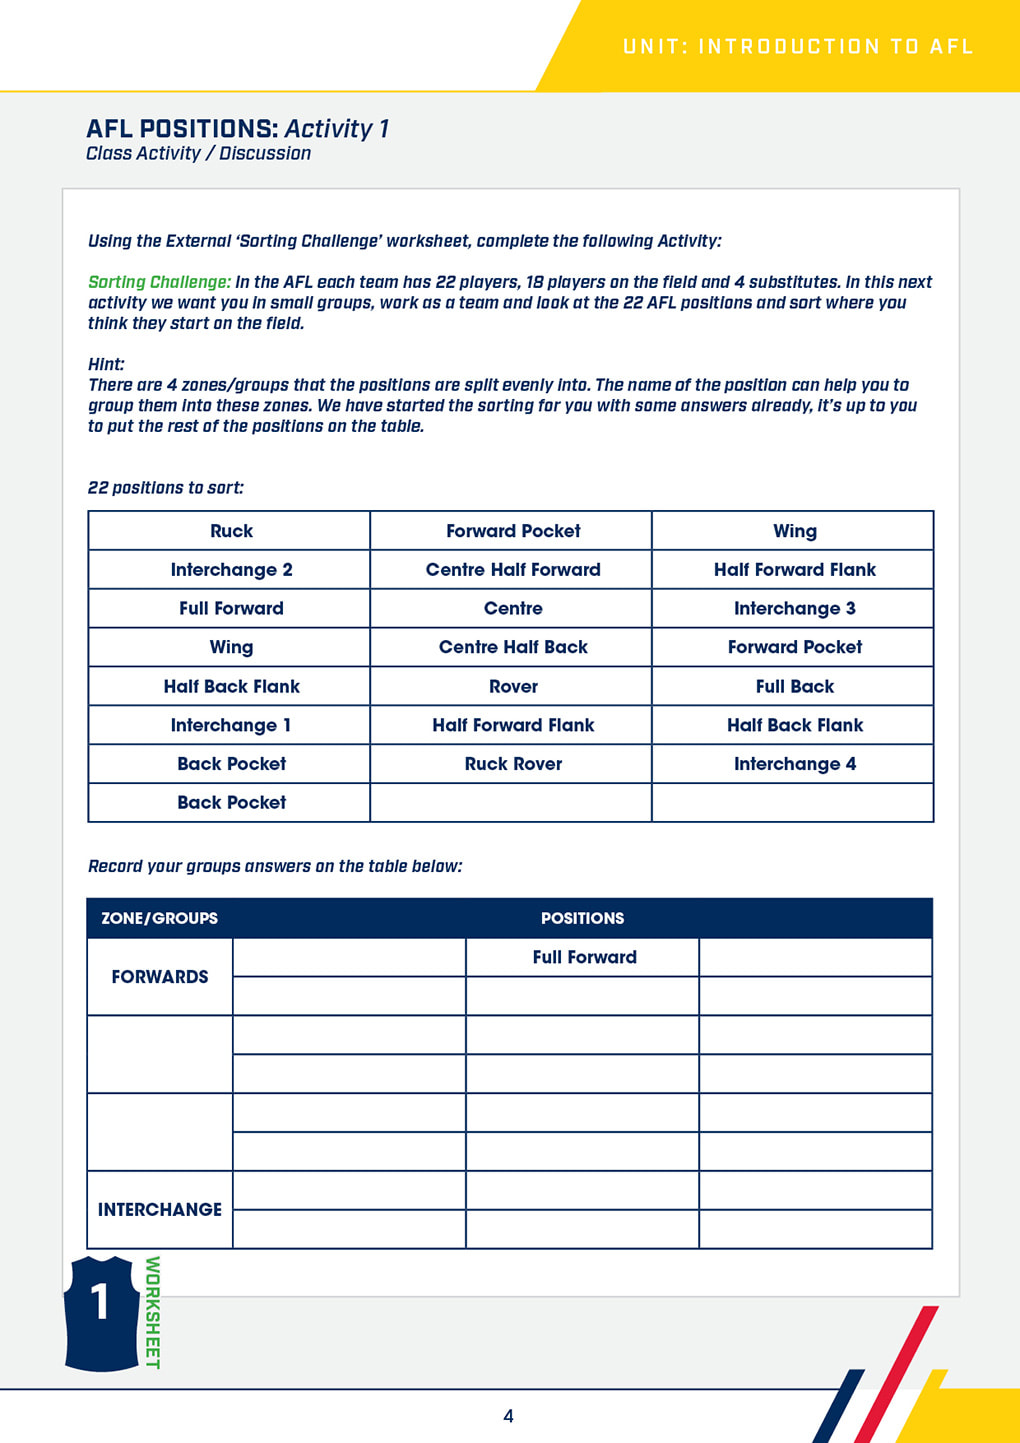 UNIT: INTRODUCTION TO AFL
AFL POSITIONS: Activity 1
Class Activity / Discussion
Using the External ‘Sorting Challenge’ worksheet, complete the following Activity:
Sorting Challenge: In the AFL each team has 22 players, 18 players on the field and 4 substitutes. In this next
activity we want you in small groups, work as a team and look at the 22 AFL positions and sort where you
think they start on the field.
Hint:
There are 4 zones/groups that the positions are split evenly into. The name of the position can help you to
group them into these zones. We have started the sorting for you with some answers already, it’s up to you
to put the rest of the positions on the table.
22 positions to sort:
Ruck Forward Pocket Wing
Interchange 2 Centre Half Forward Half Forward Flank
Full Forward Centre Interchange 3
Wing Centre Half Back Forward Pocket
Half Back Flank Rover Full Back
Interchange 1 Half Forward Flank Half Back Flank
Back Pocket Ruck Rover Interchange 4
Back Pocket
Record your groups answers on the table below:
ZONE/GROUPS POSITIONS
Full Forward
FORWARDS
INTERCHANGE
1
WORKSHEET
4